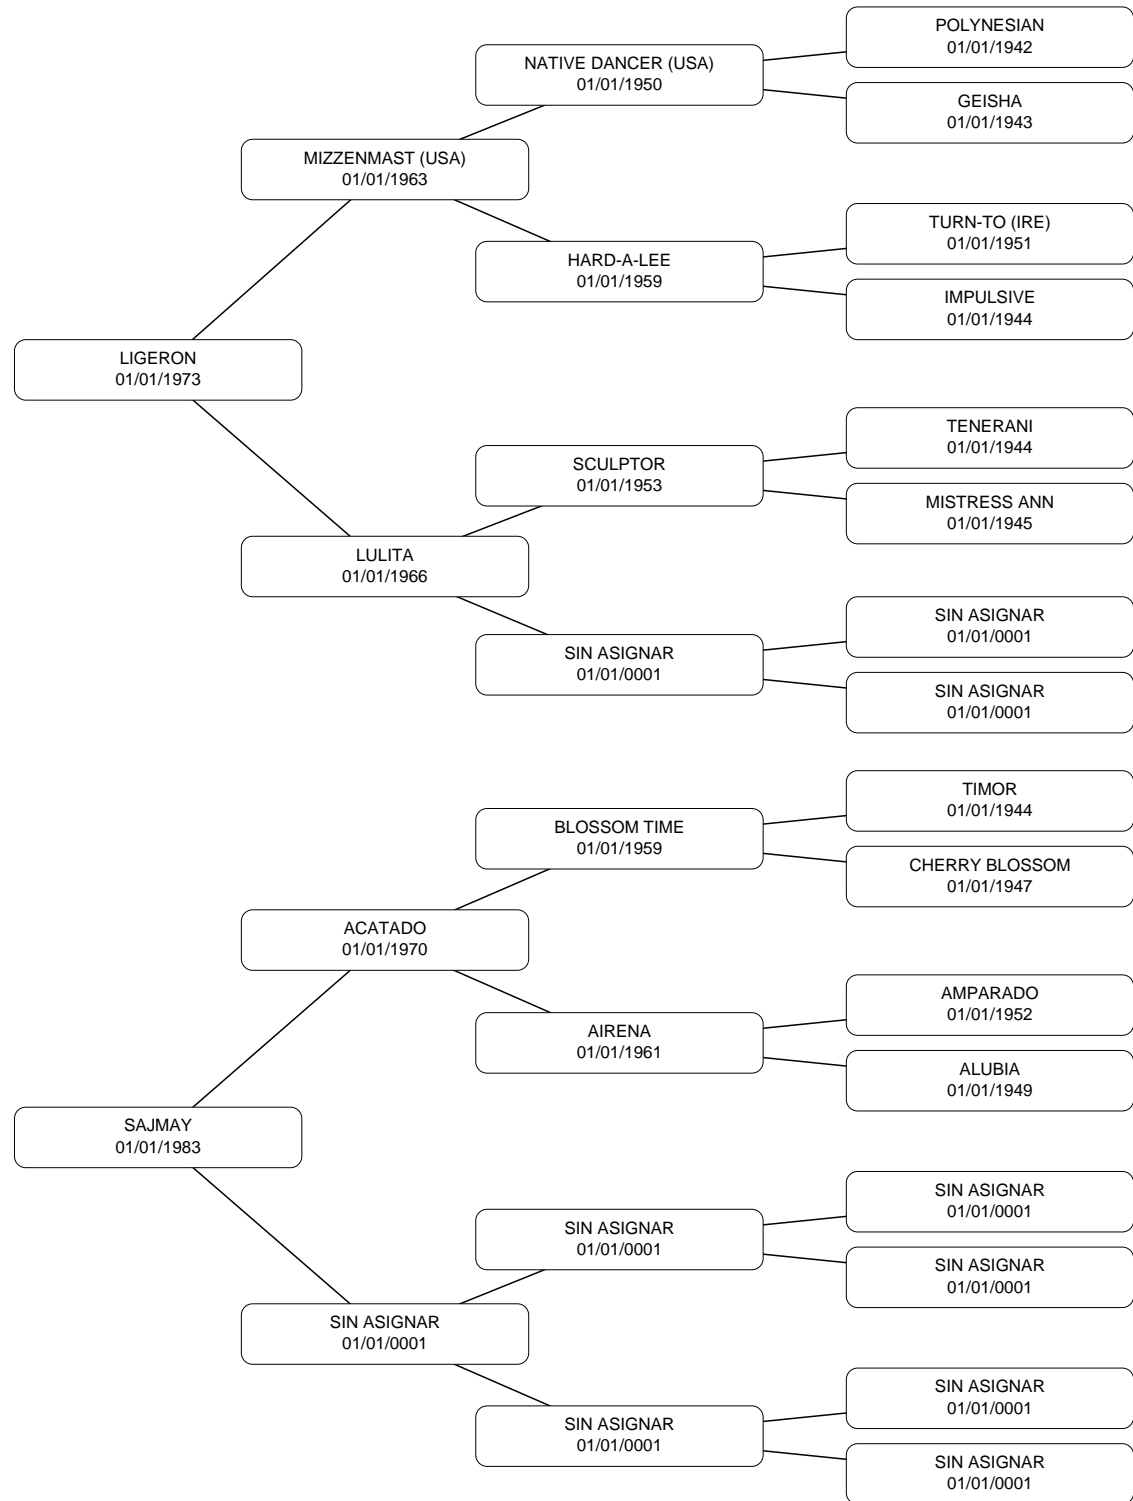 POLYNESIAN
01/01/1942
NATIVE DANCER (USA)
01/01/1950
GEISHA
01/01/1943
MIZZENMAST (USA)
01/01/1963
TURN-TO (IRE)
01/01/1951
HARD-A-LEE
01/01/1959
IMPULSIVE
01/01/1944
LIGERON
01/01/1973
TENERANI
01/01/1944
SCULPTOR
01/01/1953
MISTRESS ANN
01/01/1945
LULITA
01/01/1966
SIN ASIGNAR
01/01/0001
SIN ASIGNAR
01/01/0001
SIN ASIGNAR
01/01/0001
TIMOR
01/01/1944
BLOSSOM TIME
01/01/1959
CHERRY BLOSSOM
01/01/1947
ACATADO
01/01/1970
AMPARADO
01/01/1952
AIRENA
01/01/1961
ALUBIA
01/01/1949
SAJMAY
01/01/1983
SIN ASIGNAR
01/01/0001
SIN ASIGNAR
01/01/0001
SIN ASIGNAR
01/01/0001
SIN ASIGNAR
01/01/0001
SIN ASIGNAR
01/01/0001
SIN ASIGNAR
01/01/0001
SIN ASIGNAR
01/01/0001